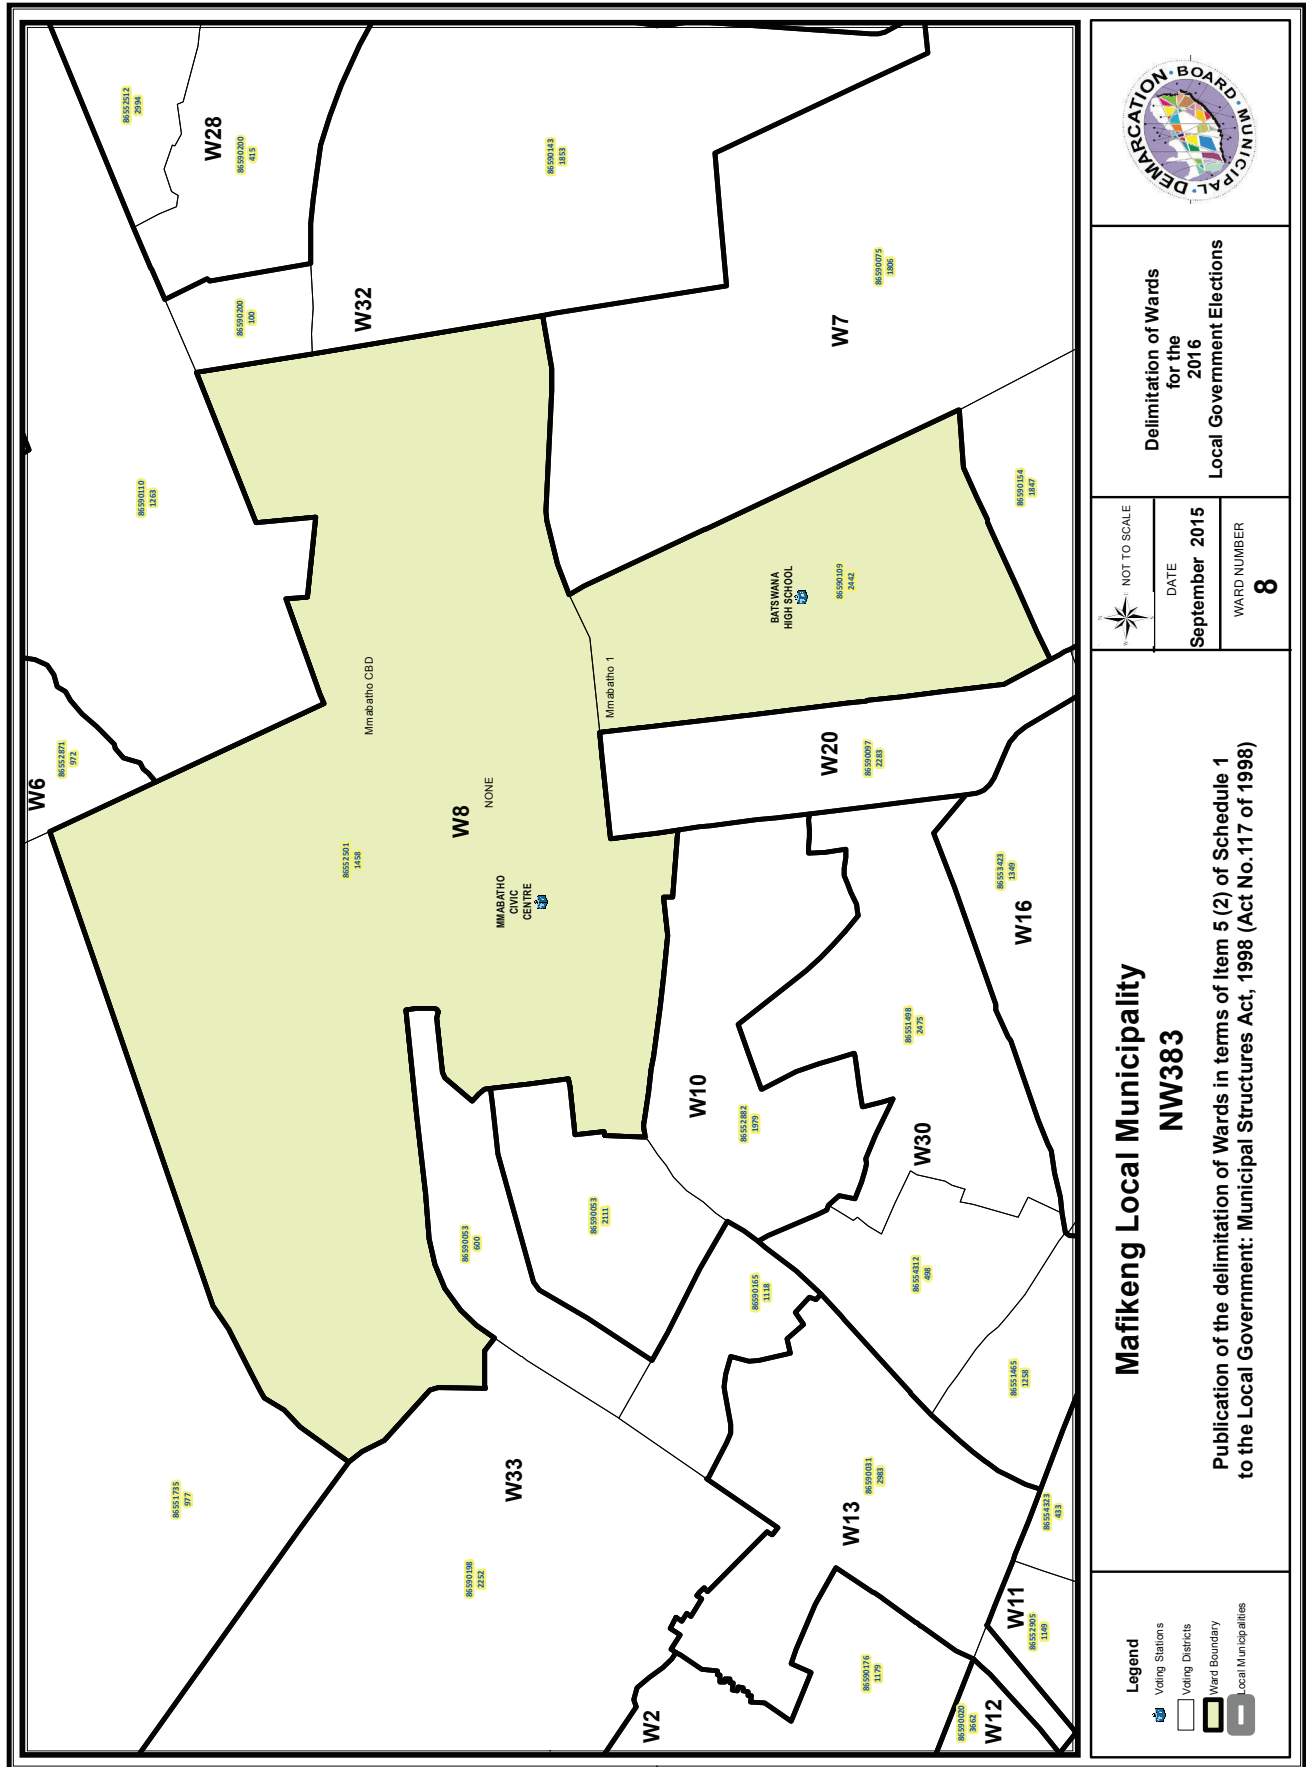 86552512
2994
W28
86590200
415
86590143
1853
86590075
1806
86590200
100
W32
W7
86590110
1263
86590154
1847
BATSWANA
HIGH SCHOOL
86590109
2442
Mmabatho CBD
Mmabatho 1
W6
86552871
972
W20
86590097
2283
W8
NONE
86552501
1458
MMABATHO
CIVIC
CENTRE
86553423
1349
W16
86551498
2475
W10
86552882
1979
W30
86590053
600
86590053
2111
86590165
1118
86554312
498
86551465
1258
86551735
977
W33
86590198
2252
86590031
2983
W13
86554323
433
W11
86552905
1149
86590176
1179
W2
86590020
3662
W12
MUNICIPAL · DEMARCATION · BOARD ·
Delimitation of Wards
for the
2016
Local Government Elections
NOT TO SCALE
DATE
September 2015
WARD NUMBER
8
Mafikeng Local Municipality
NW383
Publication of the delimitation of Wards in terms of Item 5 (2) of Schedule 1
to the Local Government: Municipal Structures Act, 1998 (Act No.117 of 1998)
Legend
Voting Stations
Voting Districts
Ward Boundary
Local Municipalities